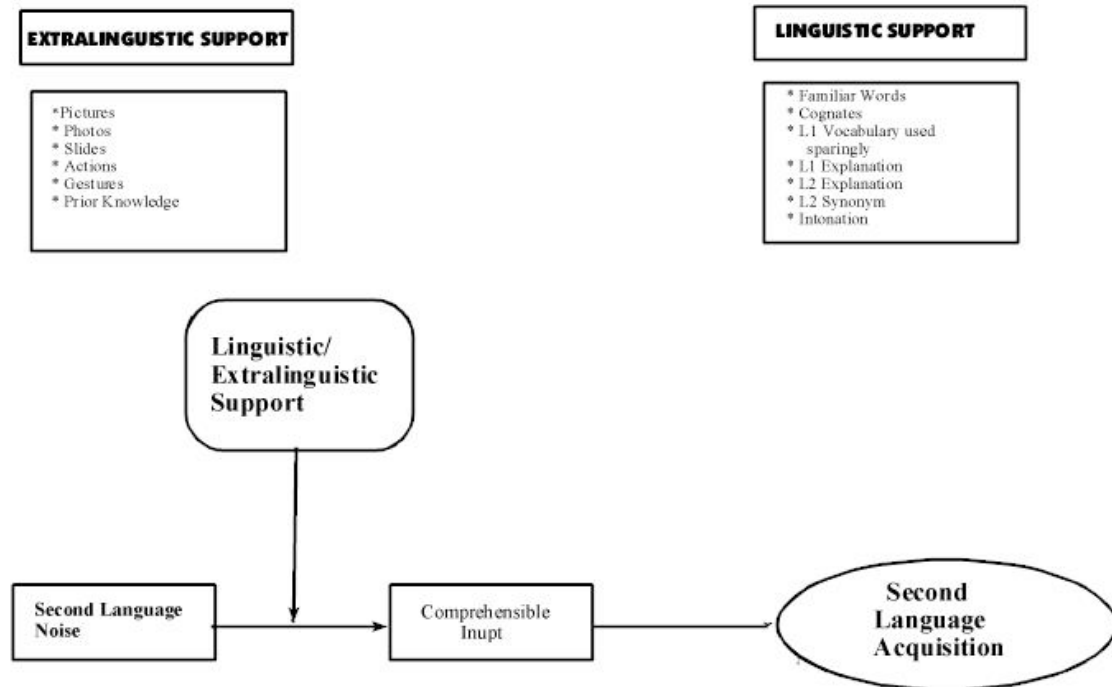 EXTRALINGUISTIC SUPPORT
*Pictures
* Photos
* Slides
* Actions
* Gestures
* Prior Knowledge
LINGUISTIC SUPPORT
* Familiar Words
* Cognates
* L1 Vocabulary used
sparingly
* L1 Explanation
* L2 Explanation
* L2 Synonym
* Intonation
Linguistic/
Extralinguistic
Support
Second Language
Noise
Comprehensible
Inupt
Second
Language
Acquisition